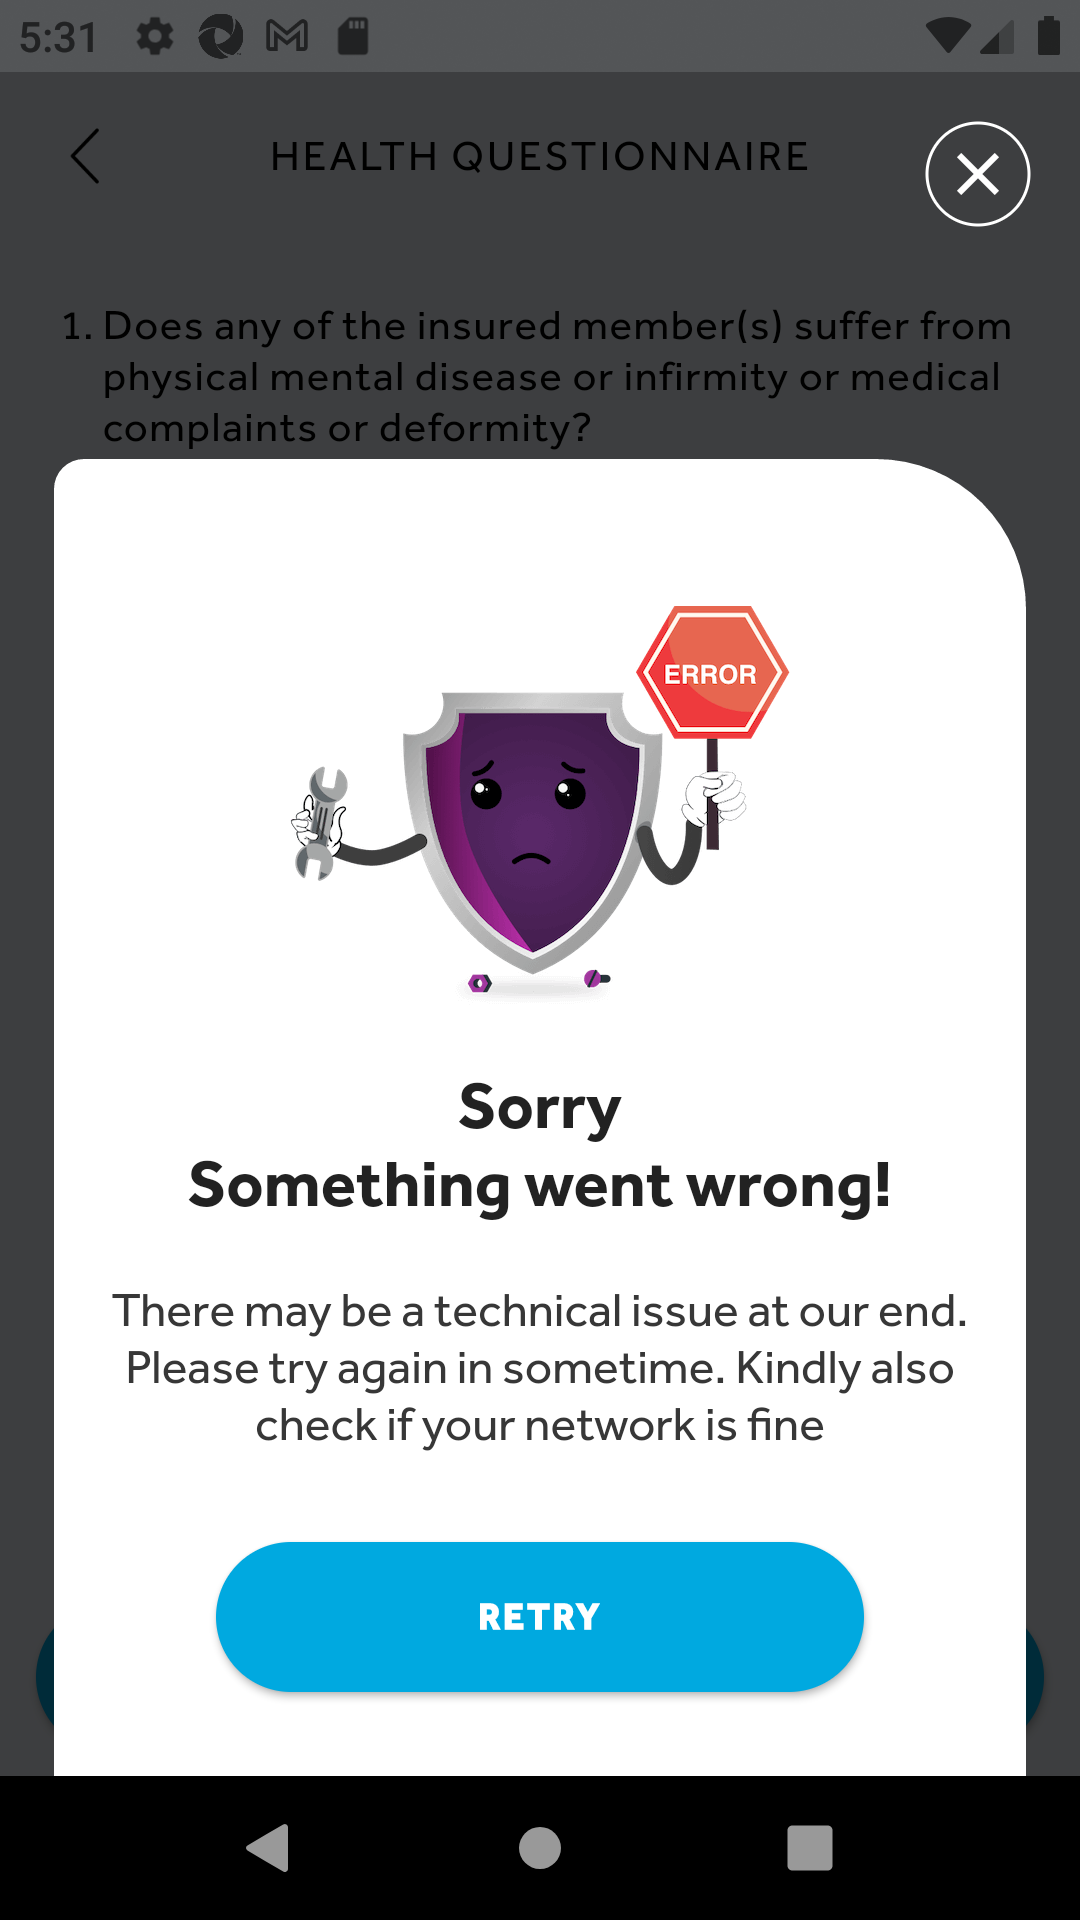 5:31
HEALTH QUESTIONNAIRE
1. Does any of the insured member(s) suffer from
physical mental disease or infirmity or medical
complaints or deformity?
ERROR
Sorry
Something went wrong!
There may be a technical issue at our end.
Please try again in sometime. Kindly also
check if your network is fine
RETRY